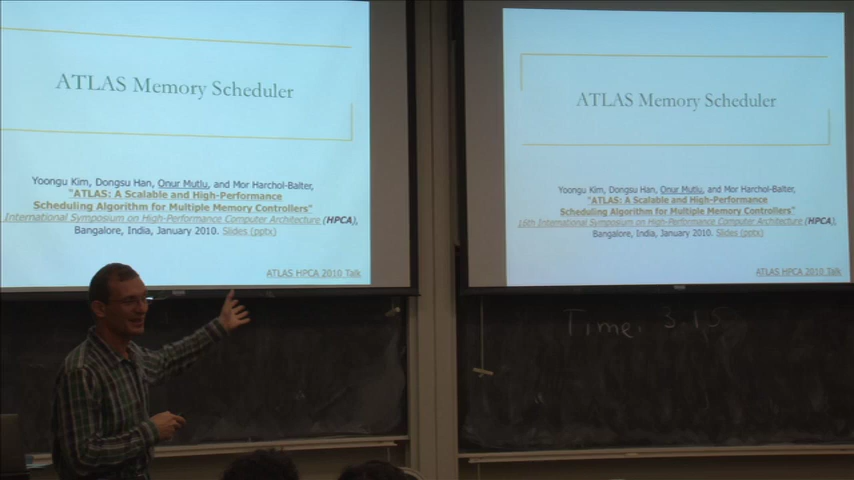 ATLAS Memory Scheduler
Yoongu Kim, Dongsu Han, Onur Mutlu, and Mor Harchol-Balter,
"ATLAS: A Scalable and High-Performance
Scheduling Algorithm for Multiple Memory Controllers"
International Symposium on High-Performance Computer Architecture (HPCA),
Bangalore, India, January 2010. Slides (pptx)
ATLAS HPCA 2010 Talk
ATLAS Memory Scheduler
Yoongu Kim, Dongsu Han, Onur Mutlu, and Mor Harchol-Balter,
"ATLAS: A Scalable and High-Performance
Scheduling Algorithm for Multiple Memory Controllers"
16th International Symposium on High-Performance Computer Architecture (HPCA),
Bangalore, India, January 2010. Slides (pptx)
ATLAS HPCA 2010 Talk
Time, 3.15